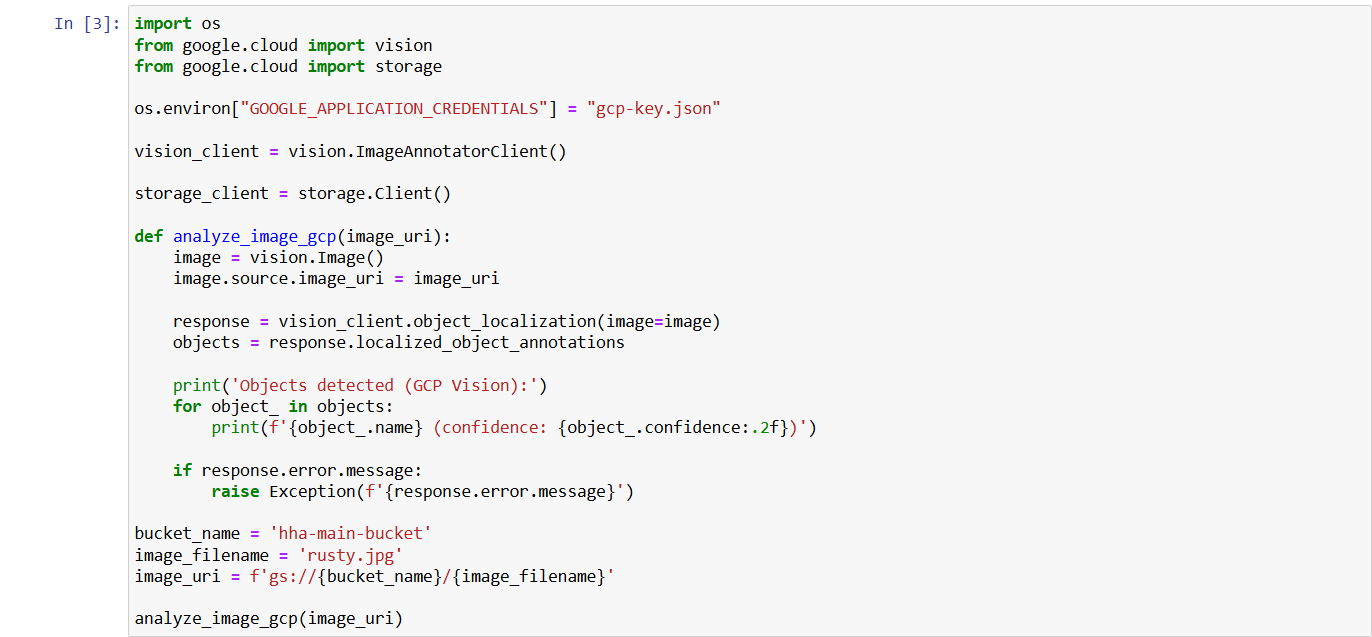 In [3]: import os
from google.cloud import vision
from google.cloud import storage

os.environ["GOOGLE_APPLICATION_CREDENTIALS"] = "gcp-key.json"

vision_client = vision.ImageAnnotatorClient()

storage_client = storage.Client()

def analyze_image_gcp(image_uri):
    image = vision.Image()
    image.source.image_uri = image_uri

    response = vision_client.object_localization(image=image)
    objects = response.localized_object_annotations

    print('Objects detected (GCP Vision):')
    for object_ in objects:
        print(f'{object_.name} (confidence: {object_.confidence:.2f})')

    if response.error.message:
        raise Exception(f'{response.error.message}')

bucket_name = 'hha-main-bucket'
image_filename = 'rusty.jpg'
image_uri = f'gs://{bucket_name}/{image_filename}'

analyze_image_gcp(image_uri)